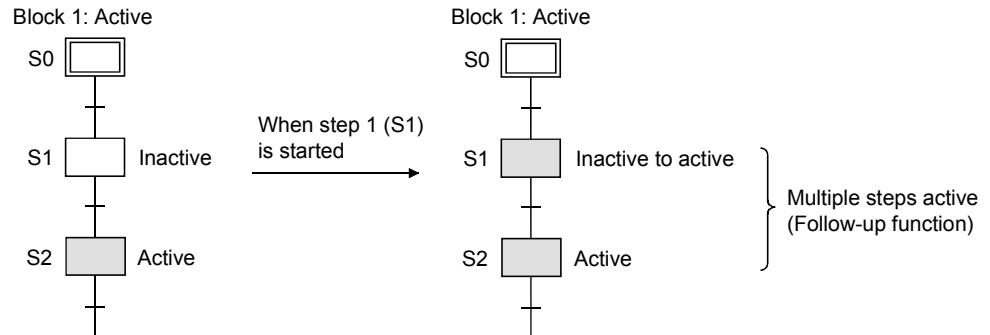 Block 1: Active
S0
S1
Inactive
S2
Active
When step 1 (S1)
is started
Block 1: Active
S0
S1
Inactive to active
S2
Active
Multiple steps active
(Follow-up function)